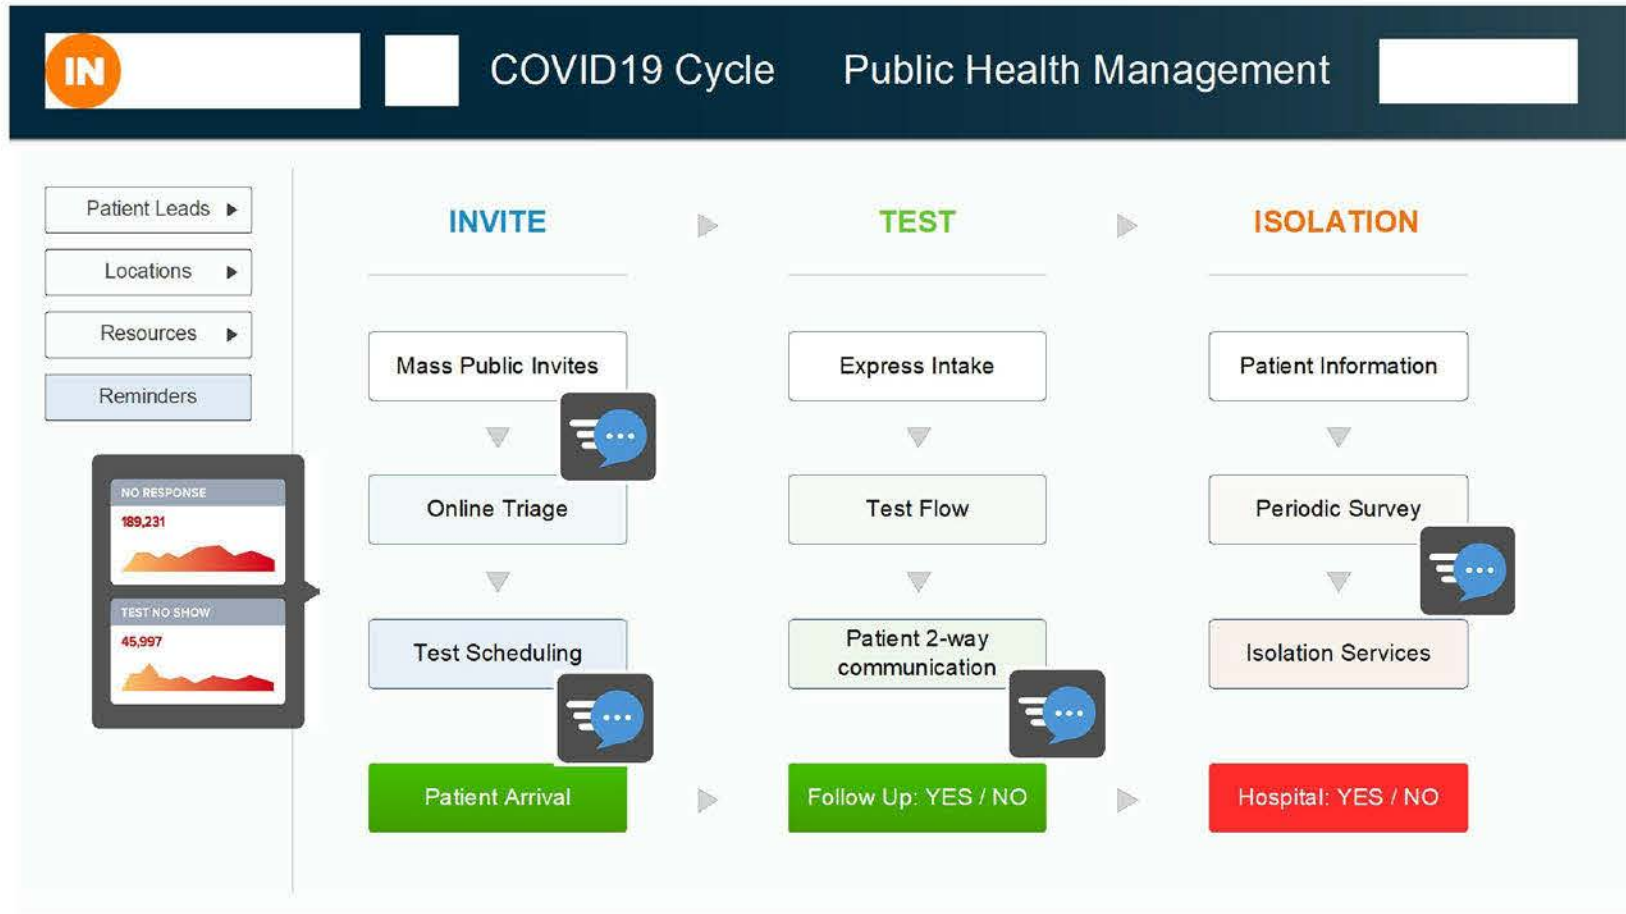 IN
COVID19 Cycle
Public Health Management
Patient Leads
Locations
Resources
Reminders
NO RESPONSE
189,231
TEST NO SHOW
45,997
INVITE
Mass Public Invites
Online Triage
Test Scheduling
Patient Arrival
TEST
Express Intake
Test Flow
Patient 2-way
communication
Follow Up: YES / NO
ISOLATION
Patient Information
Periodic Survey
Isolation Services
Hospital: YES / NO